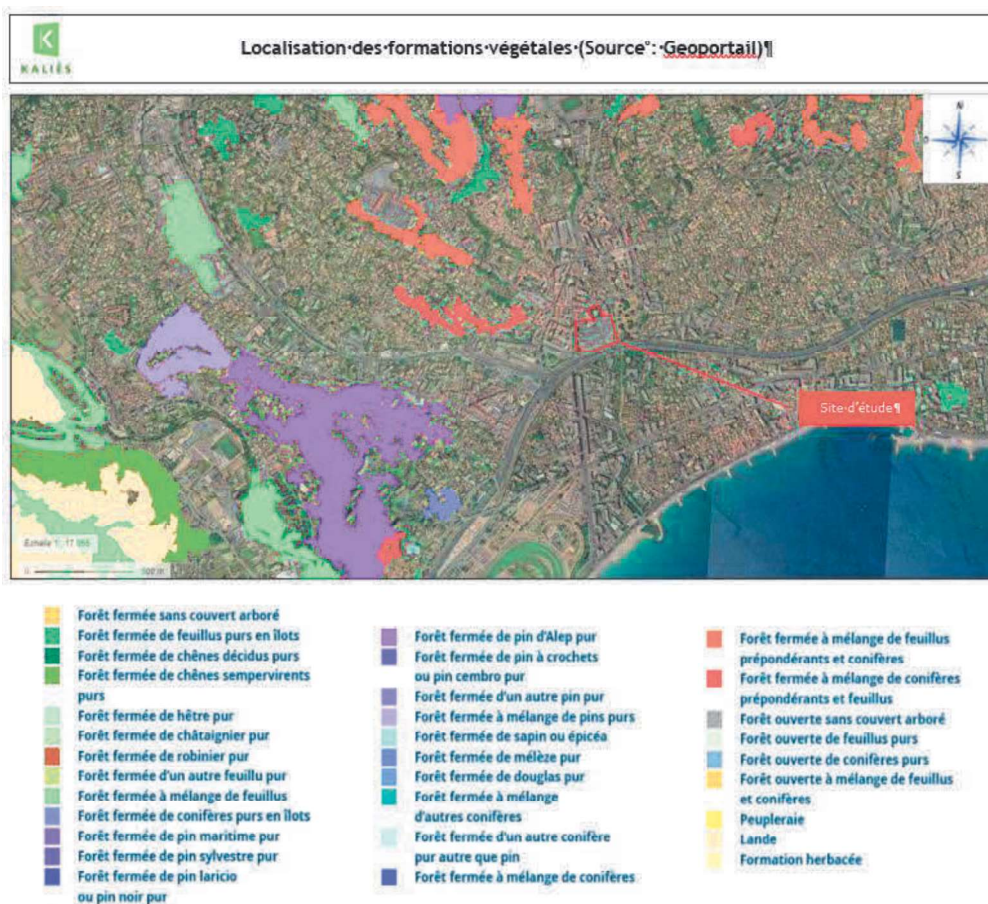 KALIÈS
Localisation·des·formations·végétales·(Source°:·Geoportail)¶
N
S
Site·d'étude¶
500 m
Forêt fermée sans couvert arboré
Forêt fermée de feuillus purs en îlots
Forêt fermée de chênes décidus purs
Forêt fermée de chênes sempervirents
purs
Forêt fermée de hêtre pur
Forêt fermée de châtaignier pur
Forêt fermée de robinier pur
Forêt fermée d'un autre feuillu pur
Forêt fermée à mélange de feuillus
Forêt fermée de conifères purs en îlots
Forêt fermée de pin maritime pur
Forêt fermée de pin sylvestre pur
Forêt fermée de pin laricio
ou pin noir pur
Forêt fermée de pin d'Alep pur
Forêt fermée de pin à crochets
ou pin cembro pur
Forêt fermée d'un autre pin pur
Forêt fermée à mélange de pins purs
Forêt fermée de sapin ou épicéa
Forêt fermée de mélèze pur
Forêt fermée de douglas pur
Forêt fermée à mélange
d'autres conifères
Forêt fermée d'un autre conifère
pur autre que pin
Forêt fermée à mélange de conifères
Forêt fermée à mélange de feuillus
prépondérants et conifères
Forêt fermée à mélange de conifères
prépondérants et feuillus
Forêt ouverte sans couvert arboré
Forêt ouverte de feuillus purs
Forêt ouverte de conifères purs
Forêt ouverte à mélange de feuillus
et conifères
Peupleraie
Lande
Formation herbacée